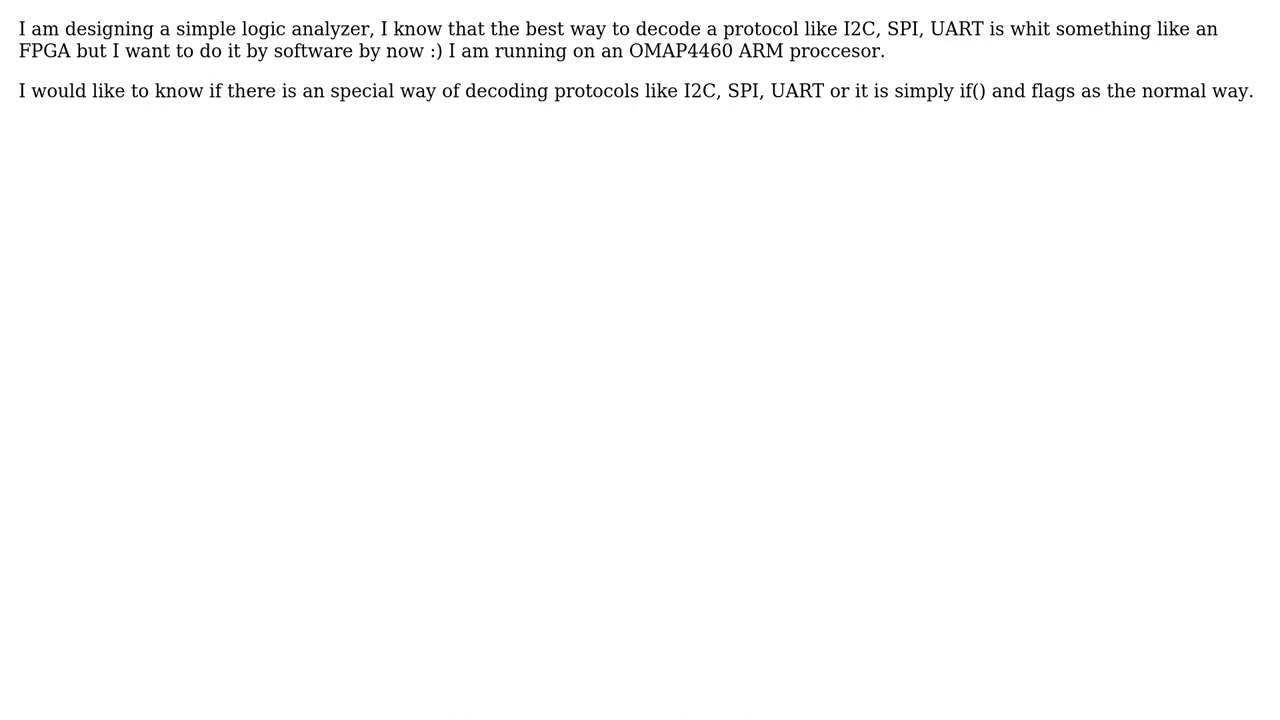 I am designing a simple logic analyzer, I know that the best way to decode a protocol like I2C, SPI, UART is whit something like an
FPGA but I want to do it by software by now :) I am running on an OMAP4460 ARM proccesor.
I would like to know if there is an special way of decoding protocols like I2C, SPI, UART or it is simply if() and flags as the normal way.